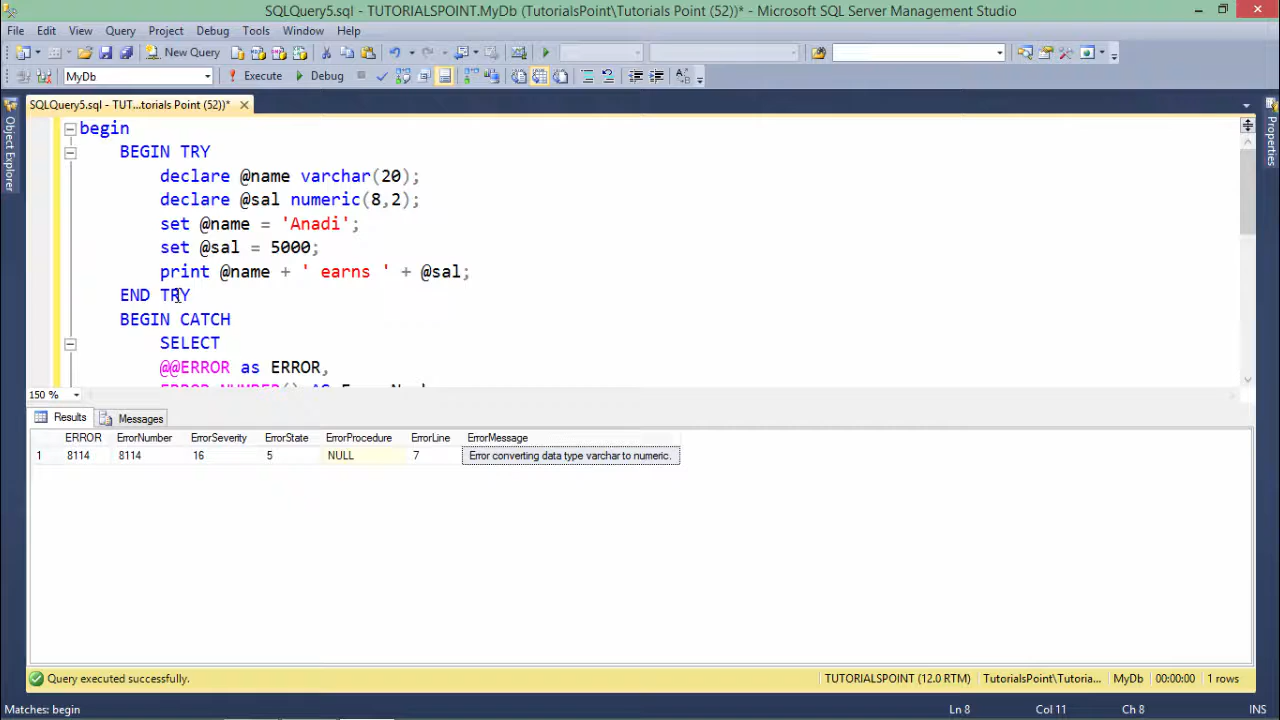 SQLQuery5.sql - TUTORIALSPOINT.MyDb (TutorialsPoint\Tutorials Point (52))* - Microsoft SQL Server Management Studio
File Edit View Query Project Debug Tools Window Help
New Query
MyDb Execute Debug
SQLQuery5.sql - TUT...torials Point (52))*
Object Explorer
Properties
begin
BEGIN TRY
declare @name varchar(20);
declare @sal numeric(8,2);
set @name = 'Anadi';
set @sal = 5000;
print @name + ' earns ' + @sal;
END TRY
BEGIN CATCH
SELECT
@@ERROR as ERROR,
150 %
Results Messages
ERROR ErrorNumber ErrorSeverity ErrorState ErrorProcedure ErrorLine ErrorMessage
1 8114 8114 16 5 NULL 7 Error converting data type varchar to numeric.
Query executed successfully. TUTORIALSPOINT (12.0 RTM) TutorialsPoint\Tutoria... MyDb 00:00:00 1 rows
Matches: begin Ln 8 Col 11 Ch 8 INS